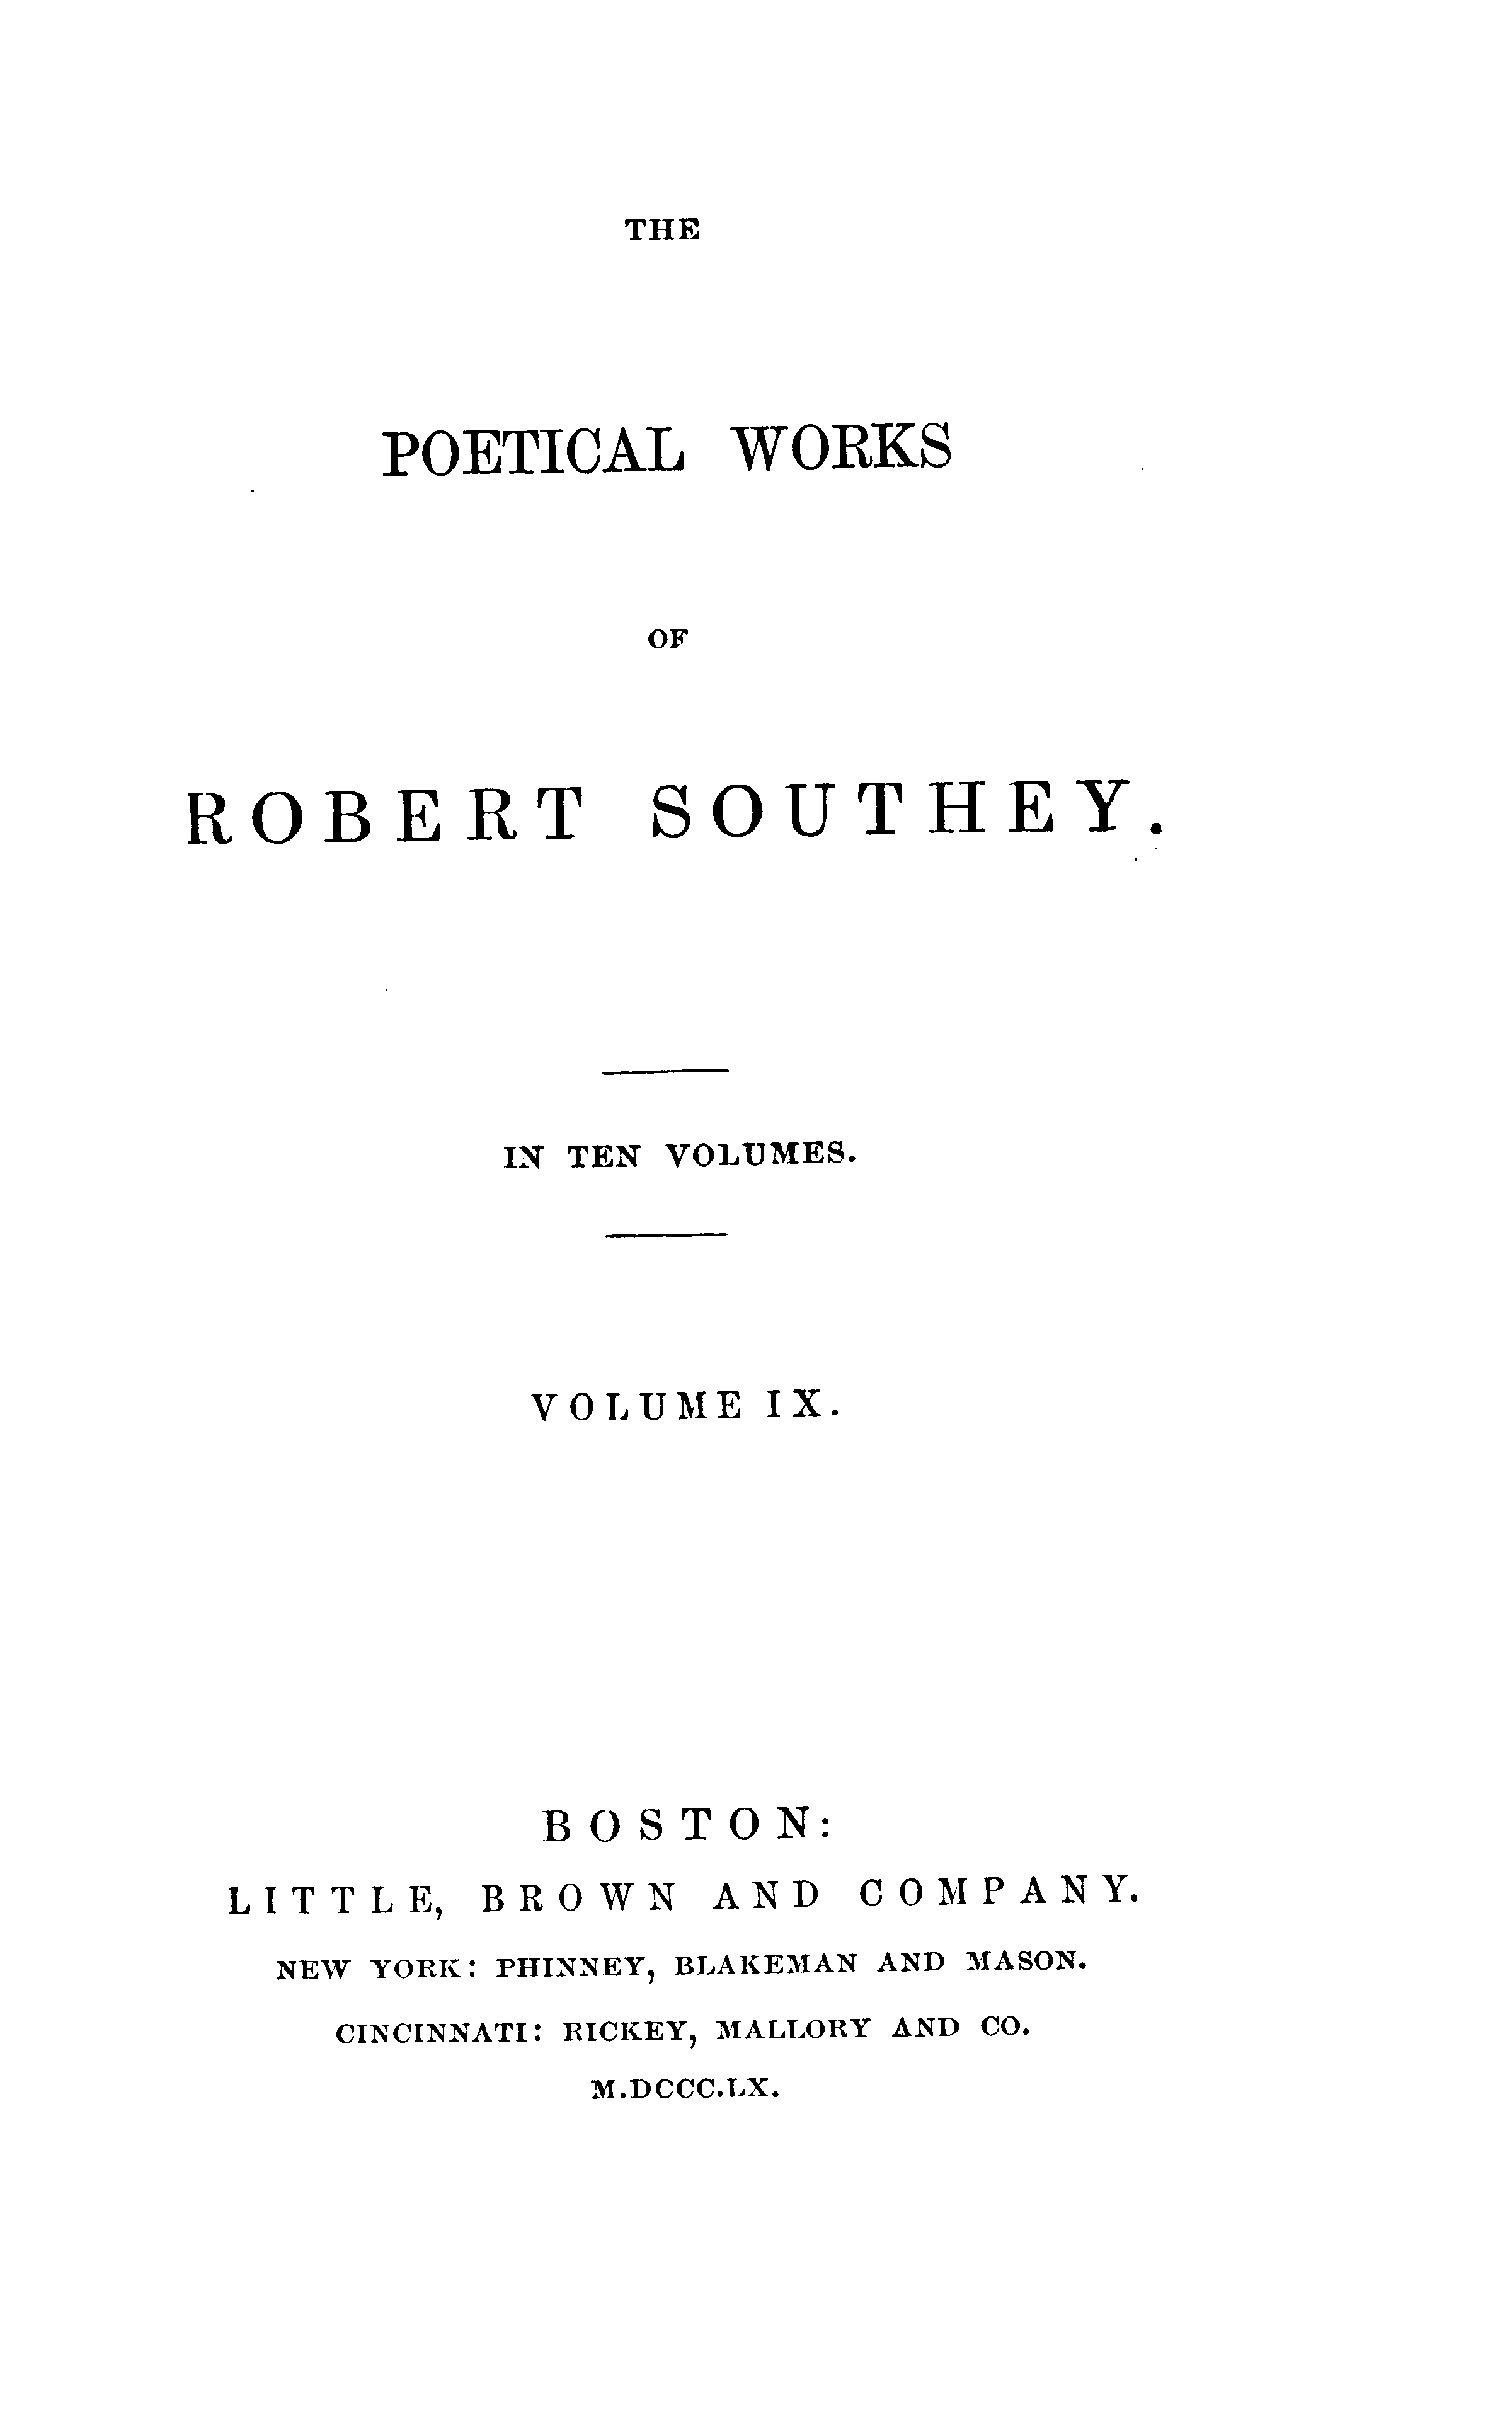 THE
POETICAL WORKS
OF
ROBERT SOUTHEY.
IN TEN VOLUMES.
VOLUME IX.
BOSTON:
LITTLE, BROWN AND COMPANY.
NEW YORK: PHINNEY, BLAKEMAN AND MASON.
CINCINNATI: RICKEY, MALLORY AND CO.
M.DCCC.LX.